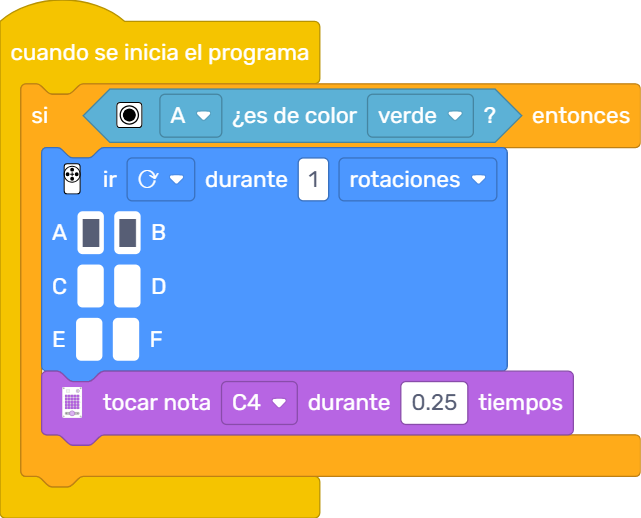 cuando se inicia el programa
si A ¿es de color verde ? entonces
ir durante 1 rotaciones
A B
C D
E F
tocar nota C4 durante 0.25 tiempos